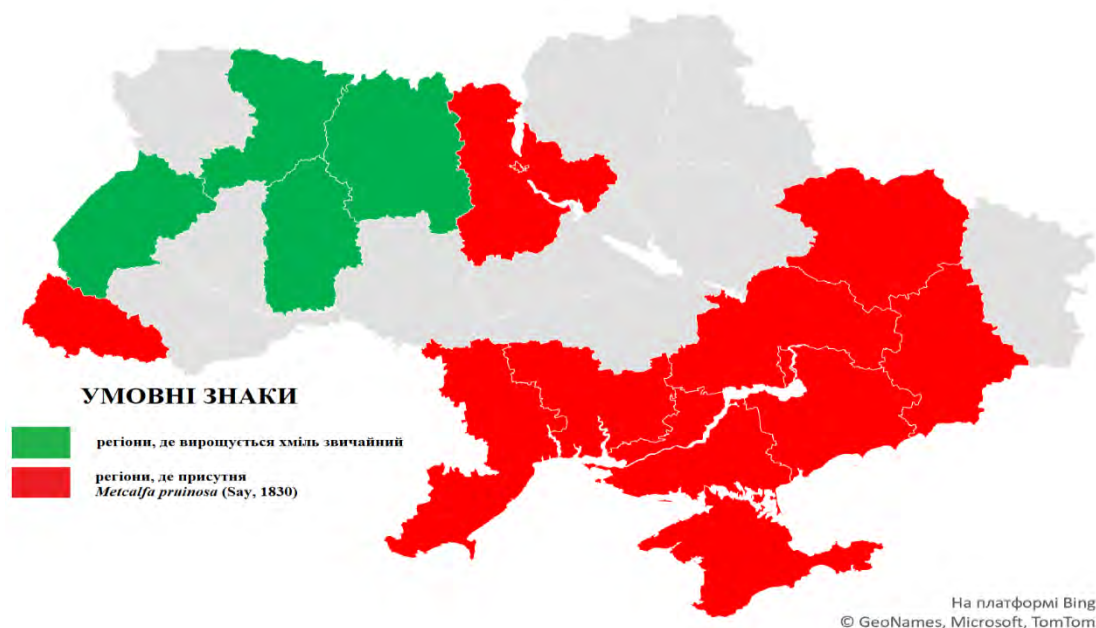 УМОВНІ ЗНАКИ
регіони, де вирощується хміль звичайний
регіони, де присутня
Metcalfa pruinosa (Say, 1830)
На платформі Bing
© GeoNames, Microsoft, TomTom